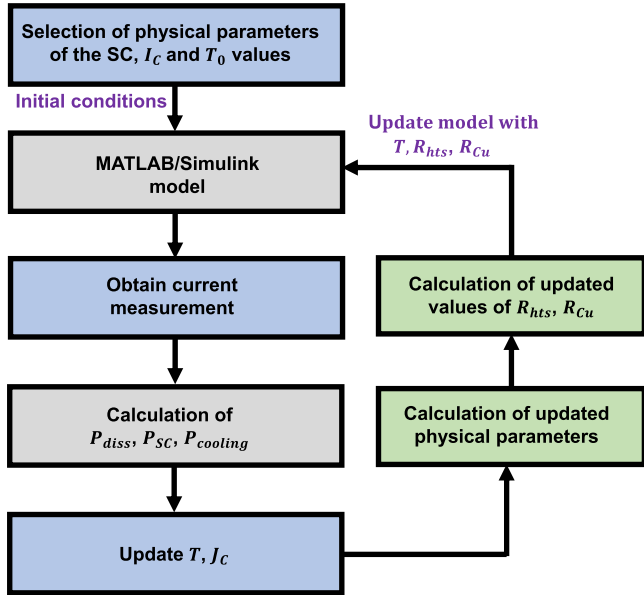 Selection of physical parameters
of the SC, I_C and T_0 values
Initial conditions
MATLAB/Simulink
model
Update model with
T, R_hts, R_Cu
Obtain current
measurement
Calculation of updated
values of R_hts, R_Cu
Calculation of
P_diss, P_SC, P_cooling
Calculation of updated
physical parameters
Update T, J_C